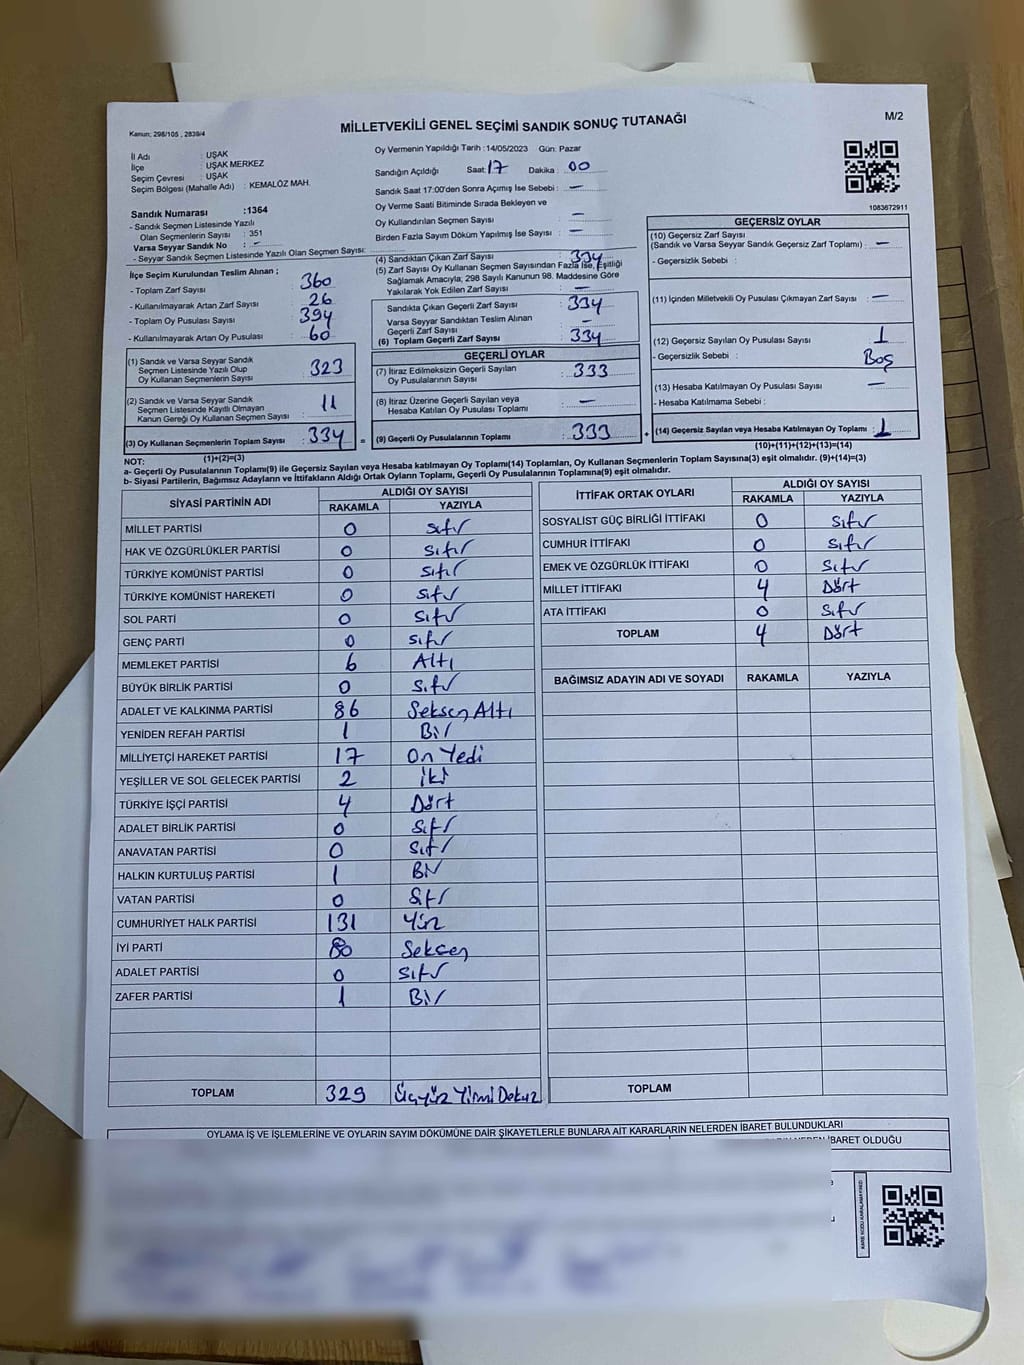 M/2
Kanun; 298/105 , 2839/4
MİLLETVEKİLİ GENEL SEÇİMİ SANDIK SONUÇ TUTANAĞI
İl Adı : UŞAK
İlçe : UŞAK MERKEZ
Seçim Çevresi : UŞAK
Seçim Bölgesi (Mahalle Adı) : KEMALÖZ MAH.
Sandık Numarası :1364
- Sandık Seçmen Listesinde Yazılı
Olan Seçmenlerin Sayısı : 351
Varsa Seyyar Sandık No : -
- Seyyar Sandık Seçmen Listesinde Yazılı Olan Seçmen Sayısı:
İlçe Seçim Kurulundan Teslim Alınan ;
- Toplam Zarf Sayısı : 360
- Kullanılmayarak Artan Zarf Sayısı : 26
- Toplam Oy Pusulası Sayısı : 394
- Kullanılmayarak Artan Oy Pusulası : 60
(1) Sandık ve Varsa Seyyar Sandık
Seçmen Listesinde Yazılı Olup
Oy Kullanan Seçmenlerin Sayısı : 323
(2) Sandık ve Varsa Seyyar Sandık
Seçmen Listesinde Kayıtlı Olmayan
Kanun Gereği Oy Kullanan Seçmen Sayısı : 11
(3) Oy Kullanan Seçmenlerin Toplam Sayısı : 334
(1)+(2)=(3)
Oy Vermenin Yapıldığı Tarih :14/05/2023 Gün: Pazar
Sandığın Açıldığı Saat: 17 Dakika : 00
Sandık Saat 17:00'den Sonra Açılmış İse Sebebi : -
Oy Verme Saati Bitiminde Sırada Bekleyen ve
Oy Kullandırılan Seçmen Sayısı : -
Birden Fazla Sayım Döküm Yapılmış İse Sayısı : -
(4) Sandıktan Çıkan Zarf Sayısı : 334
(5) Zarf Sayısı Oy Kullanan Seçmen Sayısından Fazla İse, Eşitliği
Sağlamak Amacıyla; 298 Sayılı Kanunun 98. Maddesine Göre
Yakılarak Yok Edilen Zarf Sayısı : -
Sandıkta Çıkan Geçerli Zarf Sayısı : 334
Varsa Seyyar Sandıktan Teslim Alınan
Geçerli Zarf Sayısı : -
(6) Toplam Geçerli Zarf Sayısı : 334
GEÇERLİ OYLAR
(7) İtiraz Edilmeksizin Geçerli Sayılan
Oy Pusulalarının Sayısı : 333
(8) İtiraz Üzerine Geçerli Sayılan veya
Hesaba Katılan Oy Pusulası Toplamı : -
= (9) Geçerli Oy Pusulalarının Toplamı : 333 +
1083672911
GEÇERSİZ OYLAR
(10) Geçersiz Zarf Sayısı
(Sandık ve Varsa Seyyar Sandık Geçersiz Zarf Toplamı) : -
- Geçersizlik Sebebi :
(11) İçinden Milletvekili Oy Pusulası Çıkmayan Zarf Sayısı : -
(12) Geçersiz Sayılan Oy Pusulası Sayısı : 1
- Geçersizlik Sebebi : Boş
(13) Hesaba Katılmayan Oy Pusulası Sayısı : -
- Hesaba Katılmama Sebebi :
(14) Geçersiz Sayılan veya Hesaba Katılmayan Oy Toplamı : 1
(10)+(11)+(12)+(13)=(14)
NOT:
a- Geçerli Oy Pusulalarının Toplamı(9) ile Geçersiz Sayılan veya Hesaba katılmayan Oy Toplamı(14) Toplamları, Oy Kullanan Seçmenlerin Toplam Sayısına(3) eşit olmalıdır. (9)+(14)=(3)
b- Siyasi Partilerin, Bağımsız Adayların ve İttifakların Aldığı Ortak Oyların Toplamı, Geçerli Oy Pusulalarının Toplamına(9) eşit olmalıdır.
SİYASİ PARTİNİN ADI ALDIĞI OY SAYISI
RAKAMLA YAZIYLA
MİLLET PARTİSİ 0 sıfır
HAK VE ÖZGÜRLÜKLER PARTİSİ 0 sıfır
TÜRKİYE KOMÜNİST PARTİSİ 0 sıfır
TÜRKİYE KOMÜNİST HAREKETİ 0 sıfır
SOL PARTİ 0 sıfır
GENÇ PARTİ 0 sıfır
MEMLEKET PARTİSİ 6 Altı
BÜYÜK BİRLİK PARTİSİ 0 sıfır
ADALET VE KALKINMA PARTİSİ 86 Seksen Altı
YENİDEN REFAH PARTİSİ 1 Bir
MİLLİYETÇİ HAREKET PARTİSİ 17 On Yedi
YEŞİLLER VE SOL GELECEK PARTİSİ 2 İki
TÜRKİYE İŞÇİ PARTİSİ 4 Dört
ADALET BİRLİK PARTİSİ 0 sıfır
ANAVATAN PARTİSİ 0 sıfır
HALKIN KURTULUŞ PARTİSİ 1 Bir
VATAN PARTİSİ 0 sıfır
CUMHURİYET HALK PARTİSİ 131 Yüz
İYİ PARTİ 80 Seksen
ADALET PARTİSİ 0 sıfır
ZAFER PARTİSİ 1 Bir
TOPLAM 329 Üçyüz Yirmi Dokuz
İTTİFAK ORTAK OYLARI ALDIĞI OY SAYISI
RAKAMLA YAZIYLA
SOSYALİST GÜÇ BİRLİĞİ İTTİFAKI 0 sıfır
CUMHUR İTTİFAKI 0 sıfır
EMEK VE ÖZGÜRLÜK İTTİFAKI 0 sıfır
MİLLET İTTİFAKI 4 Dört
ATA İTTİFAKI 0 sıfır
TOPLAM 4 Dört
BAĞIMSIZ ADAYIN ADI VE SOYADI RAKAMLA YAZIYLA
TOPLAM
OYLAMA İŞ VE İŞLEMLERİNE VE OYLARIN SAYIM DÖKÜMÜNE DAİR ŞİKAYETLERLE BUNLARA AİT KARARLARIN NELERDEN İBARET BULUNDUKLARI
NEDEN İBARET OLDUĞU
KARE KODU KARALAMAYINIZ!